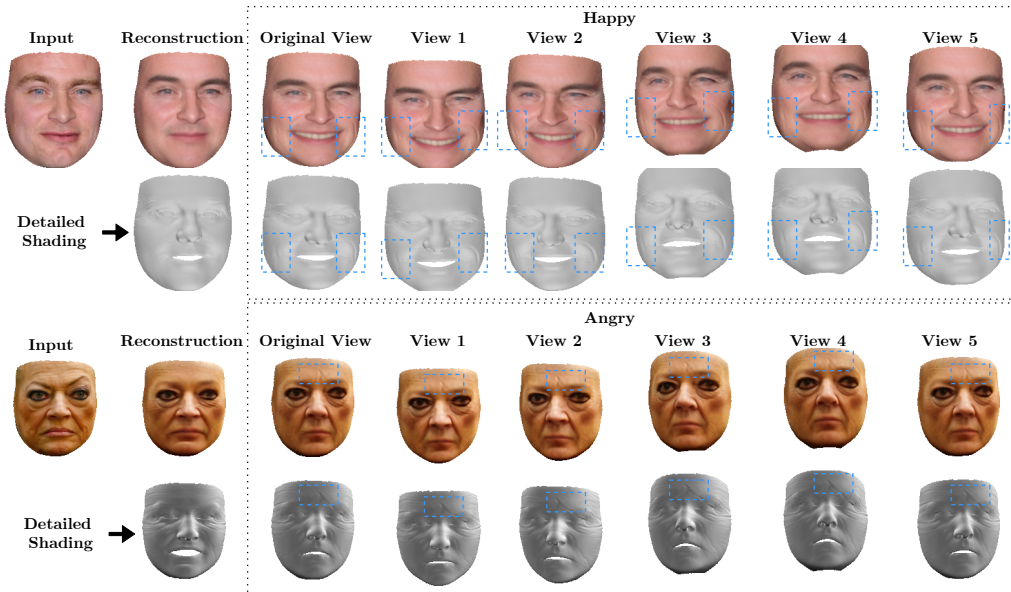 Happy
Input Reconstruction Original View View 1 View 2 View 3 View 4 View 5
Detailed
Shading
Angry
Input Reconstruction Original View View 1 View 2 View 3 View 4 View 5
Detailed
Shading